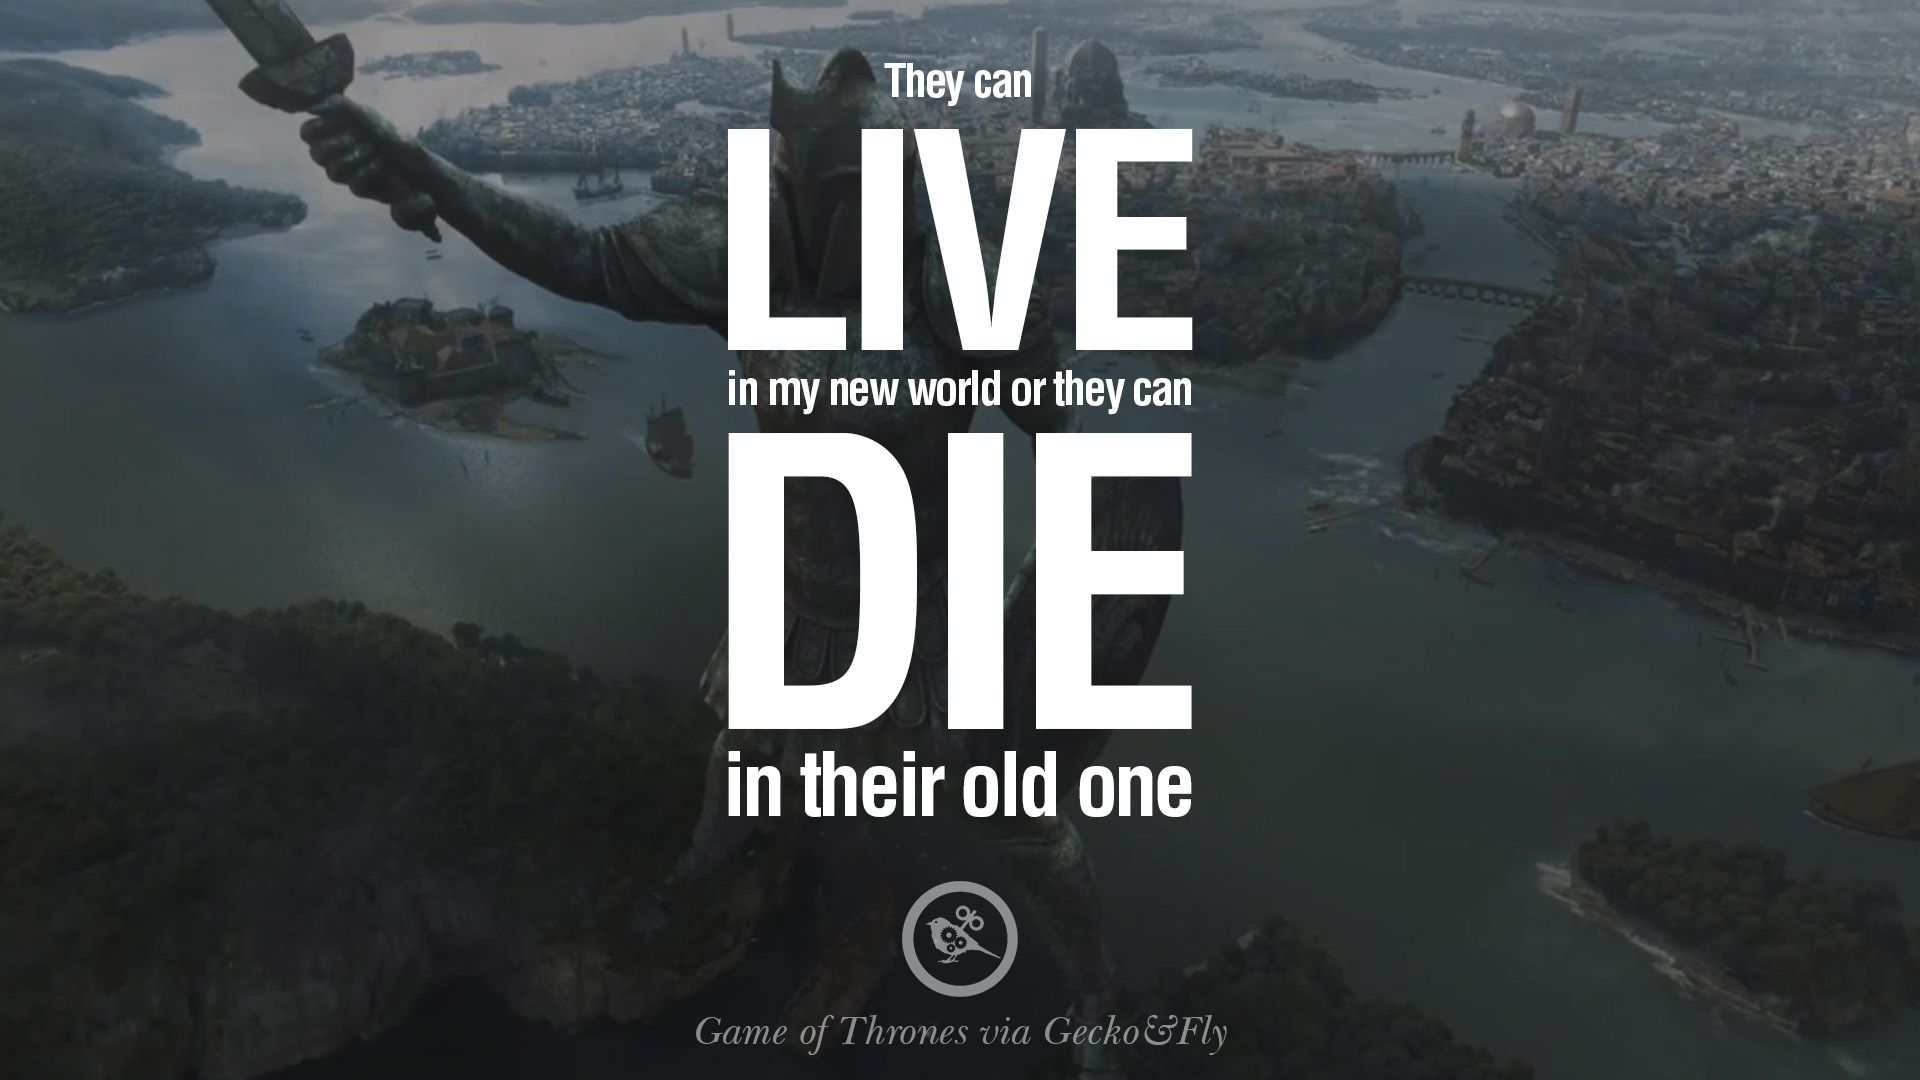 They can
LIVE
in my new world or they can
DIE
in their old one
Game of Thrones via Gecko&Fly